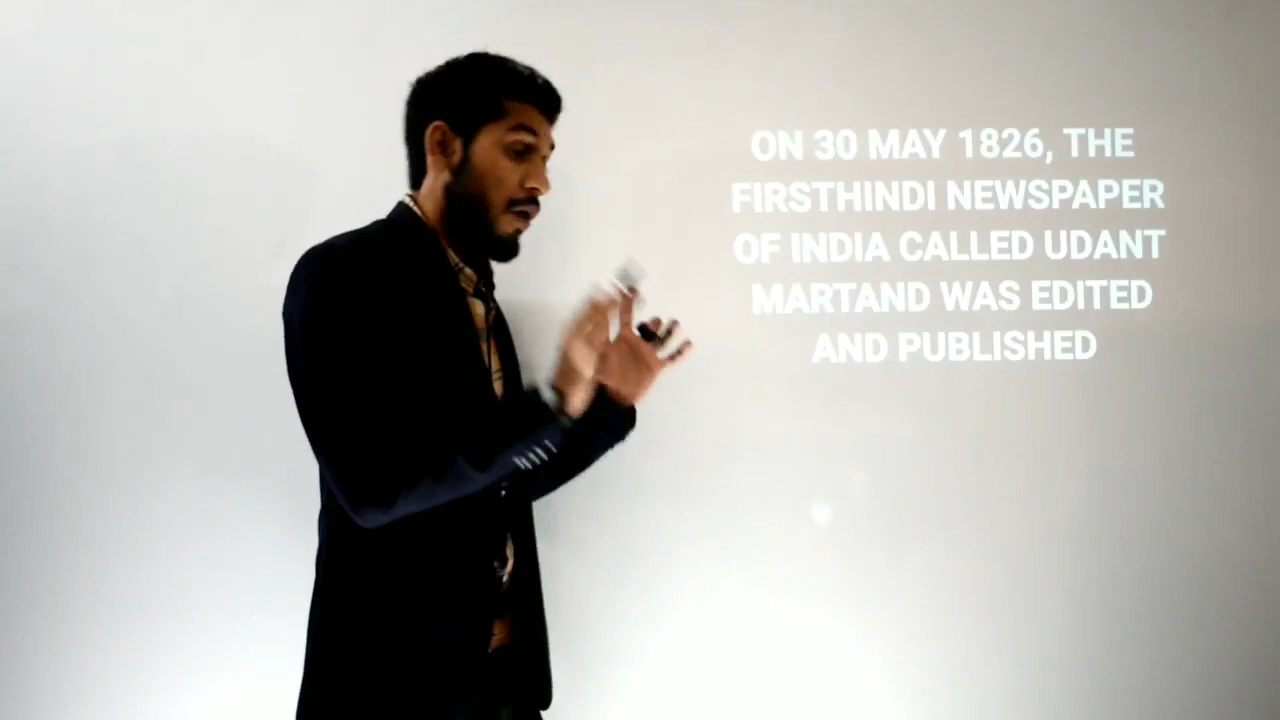 ON 30 MAY 1826, THE
FIRSTHINDI NEWSPAPER
OF INDIA CALLED UDANT
MARTAND WAS EDITED
AND PUBLISHED